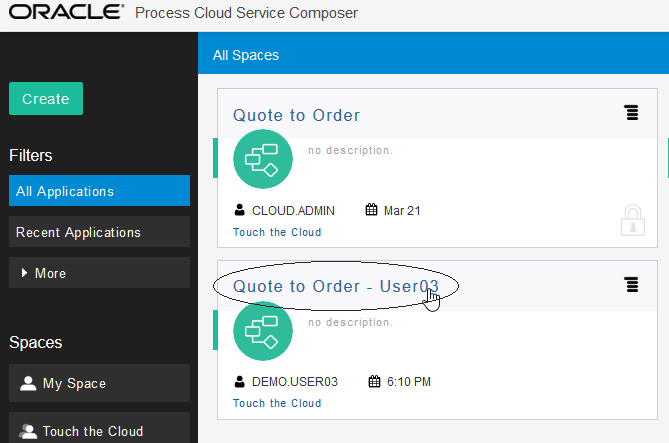 ORACLE® Process Cloud Service Composer
Create
Filters
All Applications
Recent Applications
More
Spaces
My Space
Touch the Cloud
All Spaces
Quote to Order
no description.
CLOUD.ADMIN Mar 21
Touch the Cloud
Quote to Order - User03
no description.
DEMO.USER03 6:10 PM
Touch the Cloud